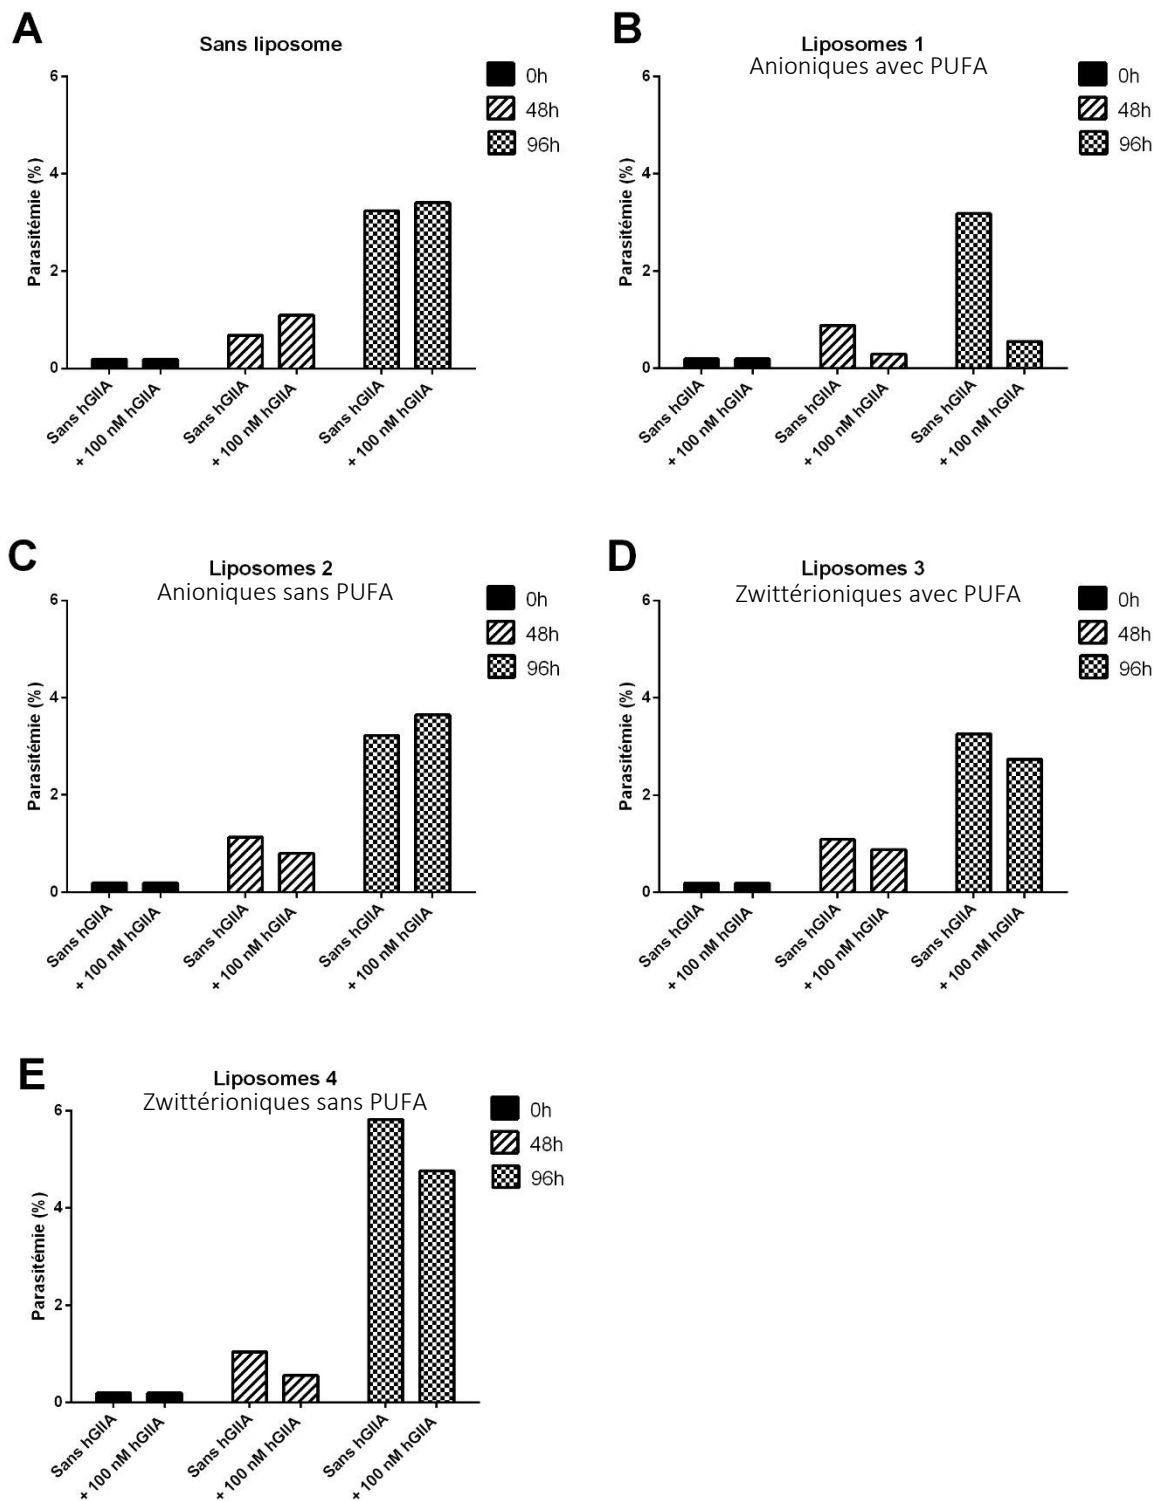 A
Sans liposome
0h
48h
96h
Parasitémie (%)
6
4
2
0
Sans hGIIA
+ 100 nM hGIIA
Sans hGIIA
+ 100 nM hGIIA
Sans hGIIA
+ 100 nM hGIIA
B
Liposomes 1
Anioniques avec PUFA
0h
48h
96h
Parasitémie (%)
6
4
2
0
Sans hGIIA
+ 100 nM hGIIA
Sans hGIIA
+ 100 nM hGIIA
Sans hGIIA
+ 100 nM hGIIA
C
Liposomes 2
Anioniques sans PUFA
0h
48h
96h
Parasitémie (%)
6
4
2
0
Sans hGIIA
+ 100 nM hGIIA
Sans hGIIA
+ 100 nM hGIIA
Sans hGIIA
+ 100 nM hGIIA
D
Liposomes 3
Zwittérioniques avec PUFA
0h
48h
96h
Parasitémie (%)
6
4
2
0
Sans hGIIA
+ 100 nM hGIIA
Sans hGIIA
+ 100 nM hGIIA
Sans hGIIA
+ 100 nM hGIIA
E
Liposomes 4
Zwittérioniques sans PUFA
0h
48h
96h
Parasitémie (%)
6
4
2
0
Sans hGIIA
+ 100 nM hGIIA
Sans hGIIA
+ 100 nM hGIIA
Sans hGIIA
+ 100 nM hGIIA